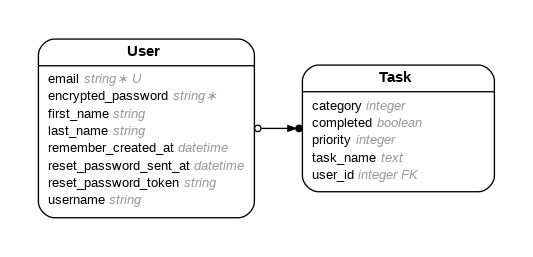 User
email string∗ U
encrypted_password string∗
first_name string
last_name string
remember_created_at datetime
reset_password_sent_at datetime
reset_password_token string
username string
Task
category integer
completed boolean
priority integer
task_name text
user_id integer FK